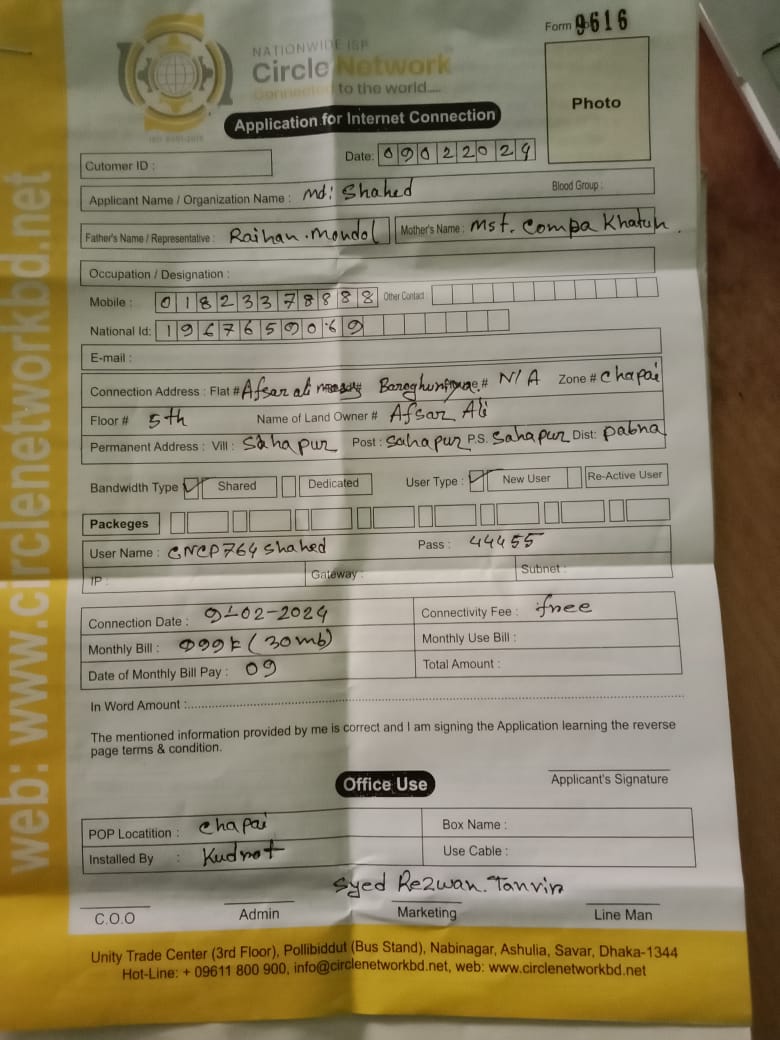 Form 9616
NATIONWIDE ISP
Circle Network
Connected to the world....
Photo
Application for Internet Connection
Cutomer ID :
Date: 09022024
Applicant Name / Organization Name : Md: Shahed Blood Group :
Father's Name / Representative : Raihan. Mondol Mother's Name : Mst. Compa Khatun.
Occupation / Designation :
Mobile : 01823378888 Other Contact :
National Id: 1967659069
E-mail :
Connection Address : Flat # Afsar ali # N/A Zone # Chapai
Floor # 5th Name of Land Owner # Afsar Ali
Permanent Address : Vill : Sahapur Post : Sahapur P.S. Sahapur Dist: Pabna
Bandwidth Type Shared Dedicated User Type : New User Re-Active User
Packeges
User Name : CNCP764 Shahed Pass : 44455
IP : Gateway : Subnet :
Connection Date : 9-02-2024 Connectivity Fee : free
Monthly Bill : (30mb) Monthly Use Bill :
Date of Monthly Bill Pay : 09 Total Amount :
In Word Amount :
The mentioned information provided by me is correct and I am signing the Application learning the reverse
page terms & condition.
Applicant's Signature
Office Use
POP Locatition : Chapai Box Name :
Installed By : Kudrot Use Cable :
Syed Rezwan. Tanvir
C.O.O Admin Marketing Line Man
Unity Trade Center (3rd Floor), Pollibiddut (Bus Stand), Nabinagar, Ashulia, Savar, Dhaka-1344
Hot-Line: + 09611 800 900, info@circlenetworkbd.net, web: www.circlenetworkbd.net
web: www.circlenetworkbd.net